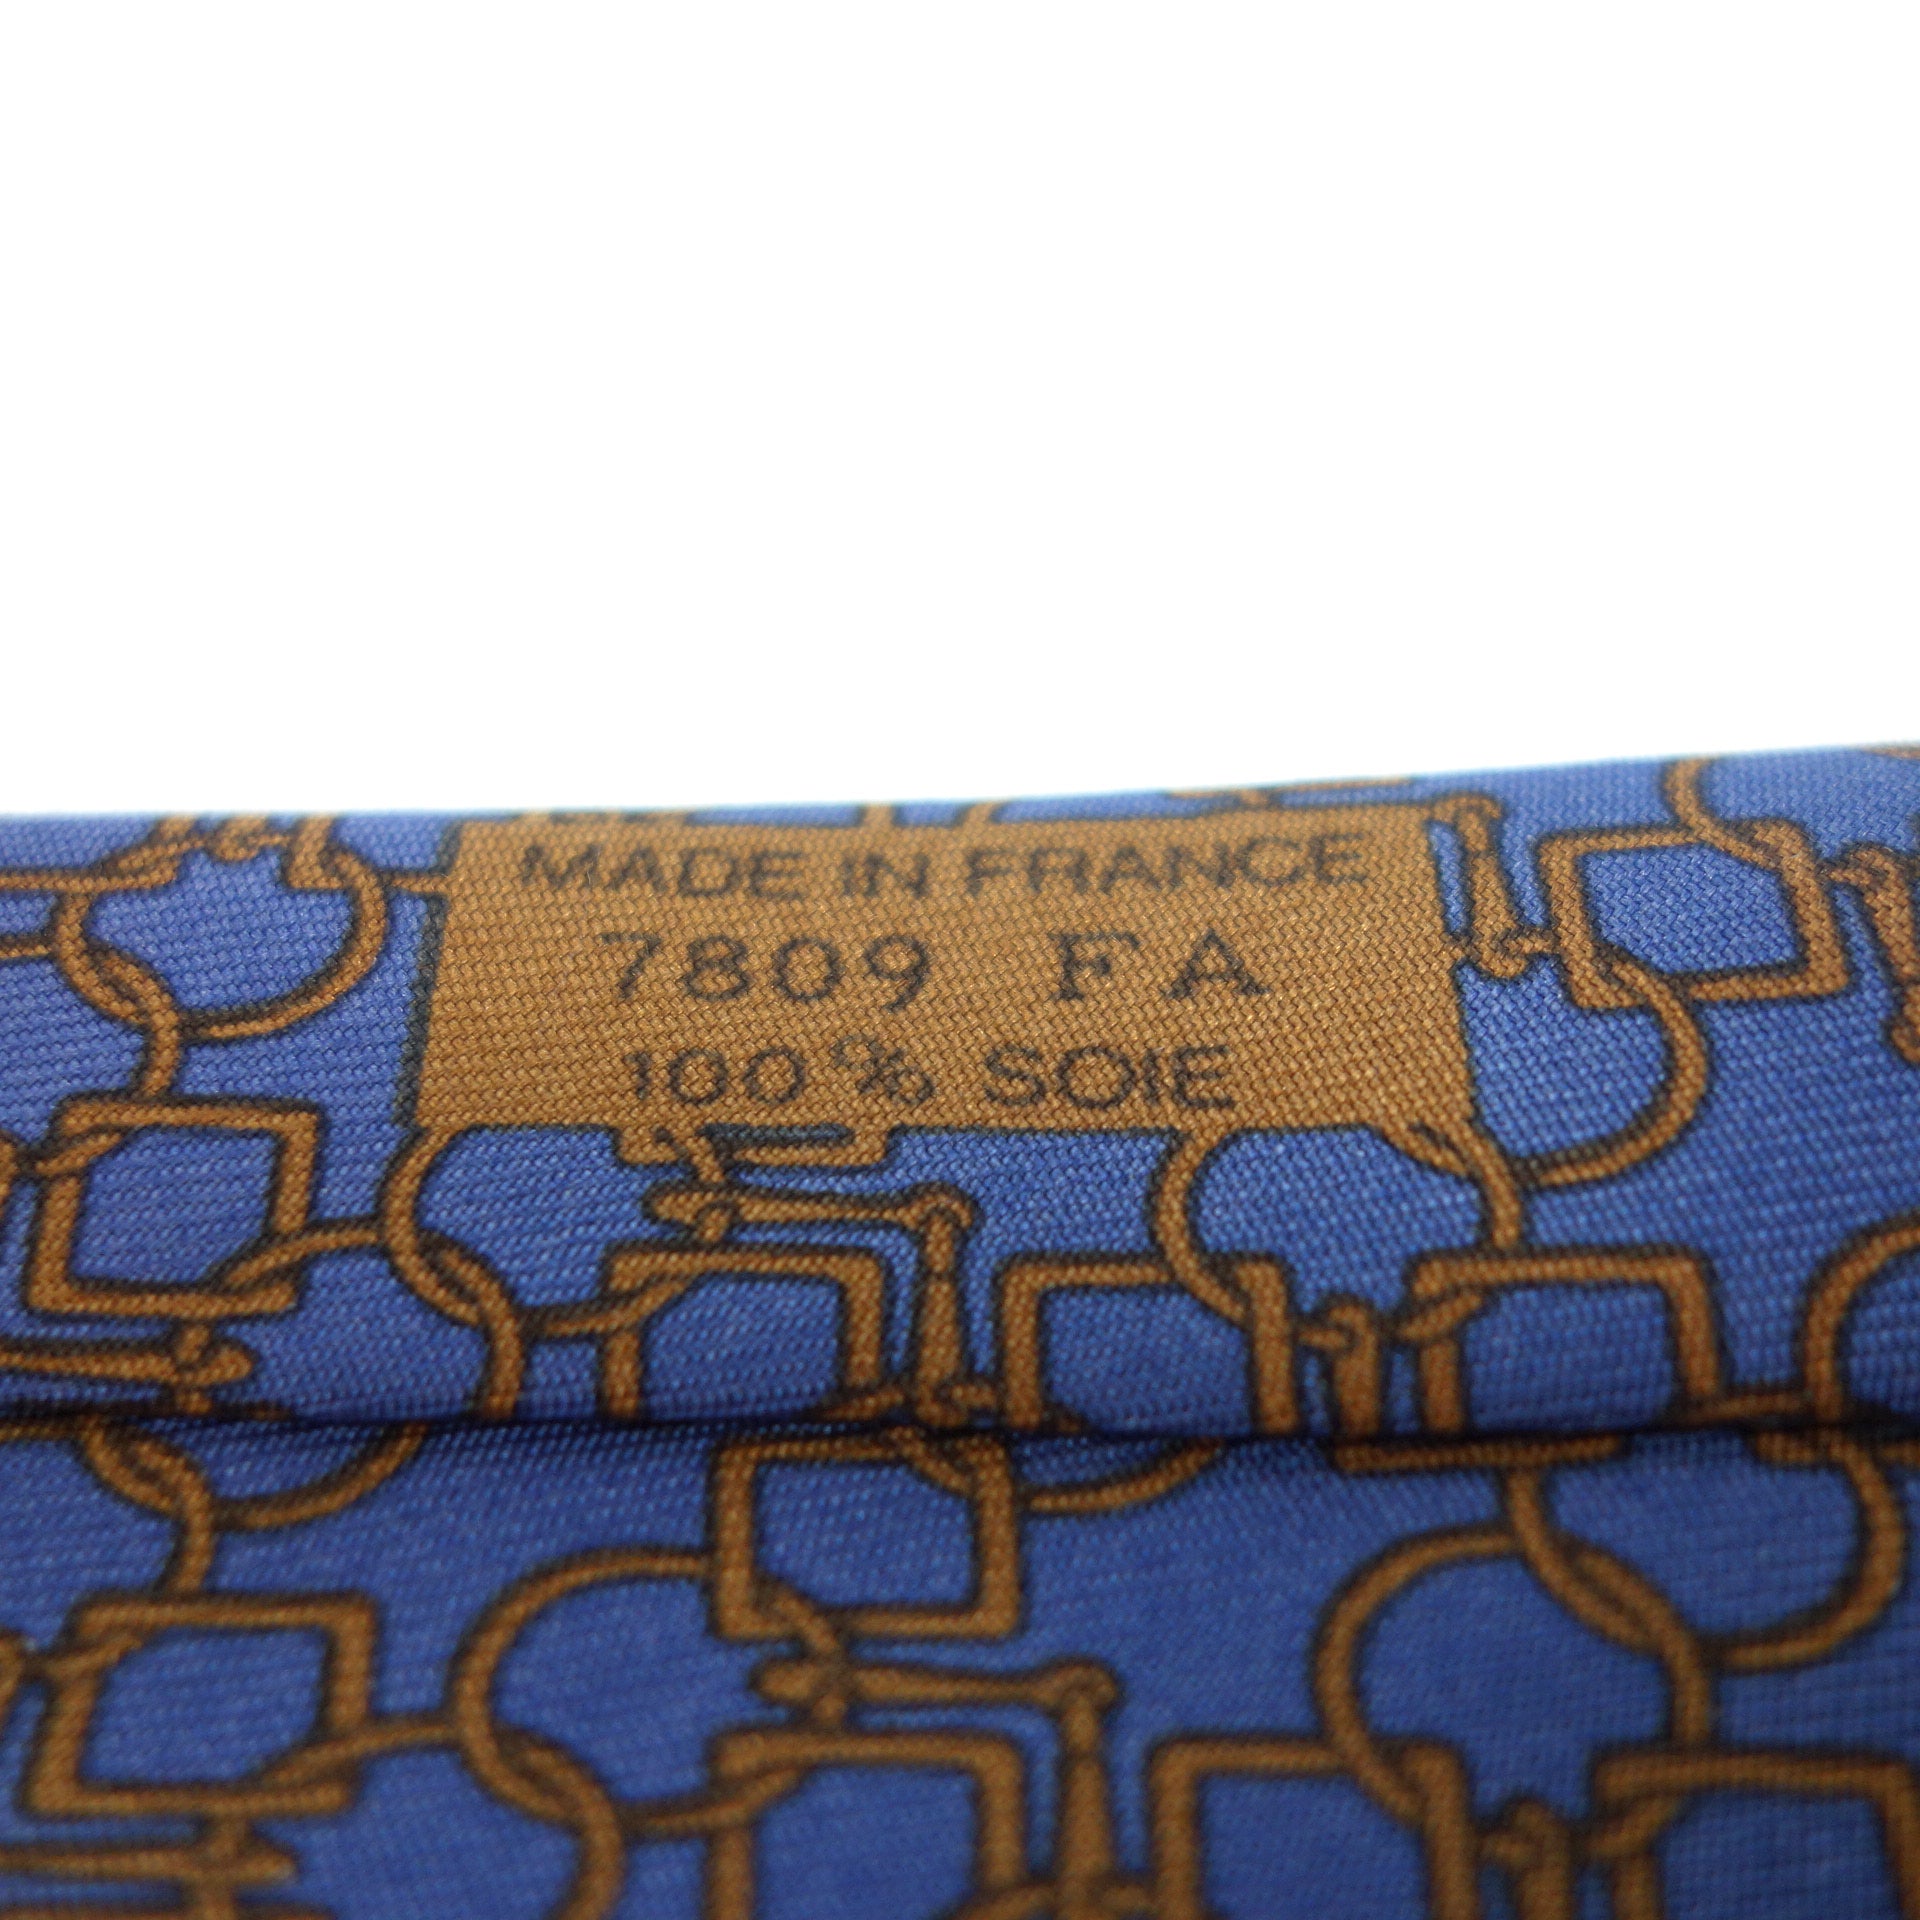 MADE IN FRANCE
7809 FA
100% SOIE